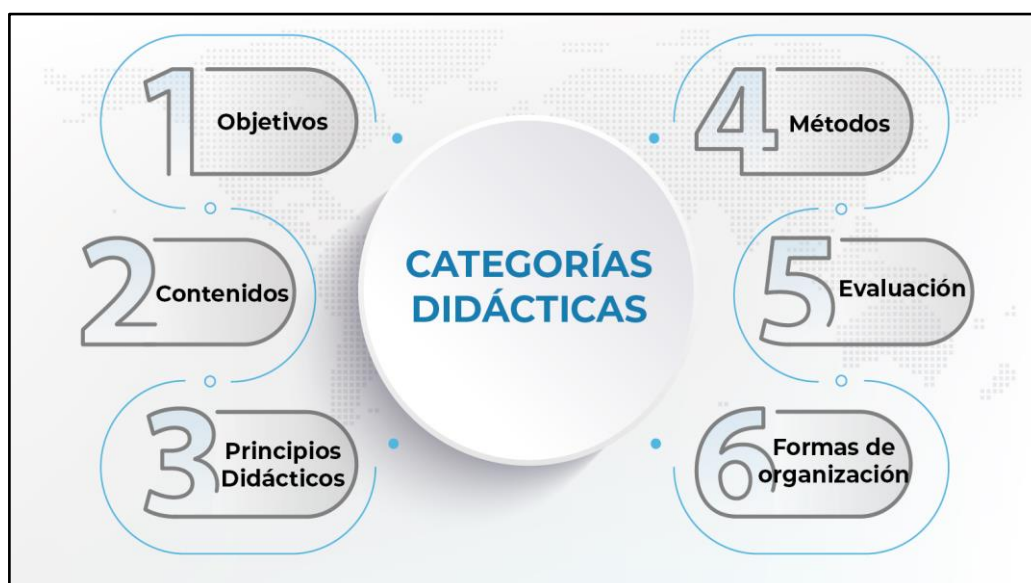 CATEGORÍAS
DIDÁCTICAS
1
Objetivos
2
Contenidos
3
Principios
Didácticos
4
Métodos
5
Evaluación
6
Formas de
organización